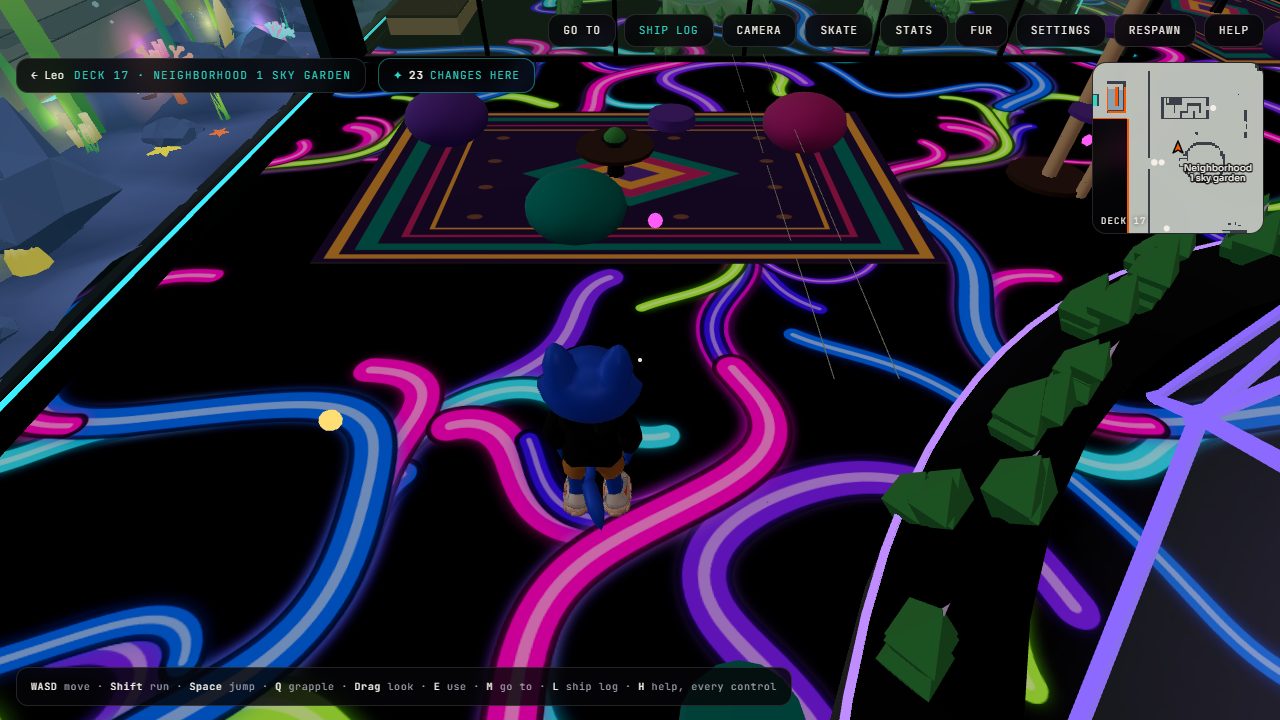 GO TO
SHIP LOG
CAMERA
SKATE
STATS
FUR
SETTINGS
RESPAWN
HELP
← Leo DECK 17 · NEIGHBORHOOD 1 SKY GARDEN
✦ 23 CHANGES HERE
Neighborhood
1 sky garden
DECK 17
WASD move · Shift run · Space jump · Q grapple · Drag look · E use · M go to · L ship log · H help, every control